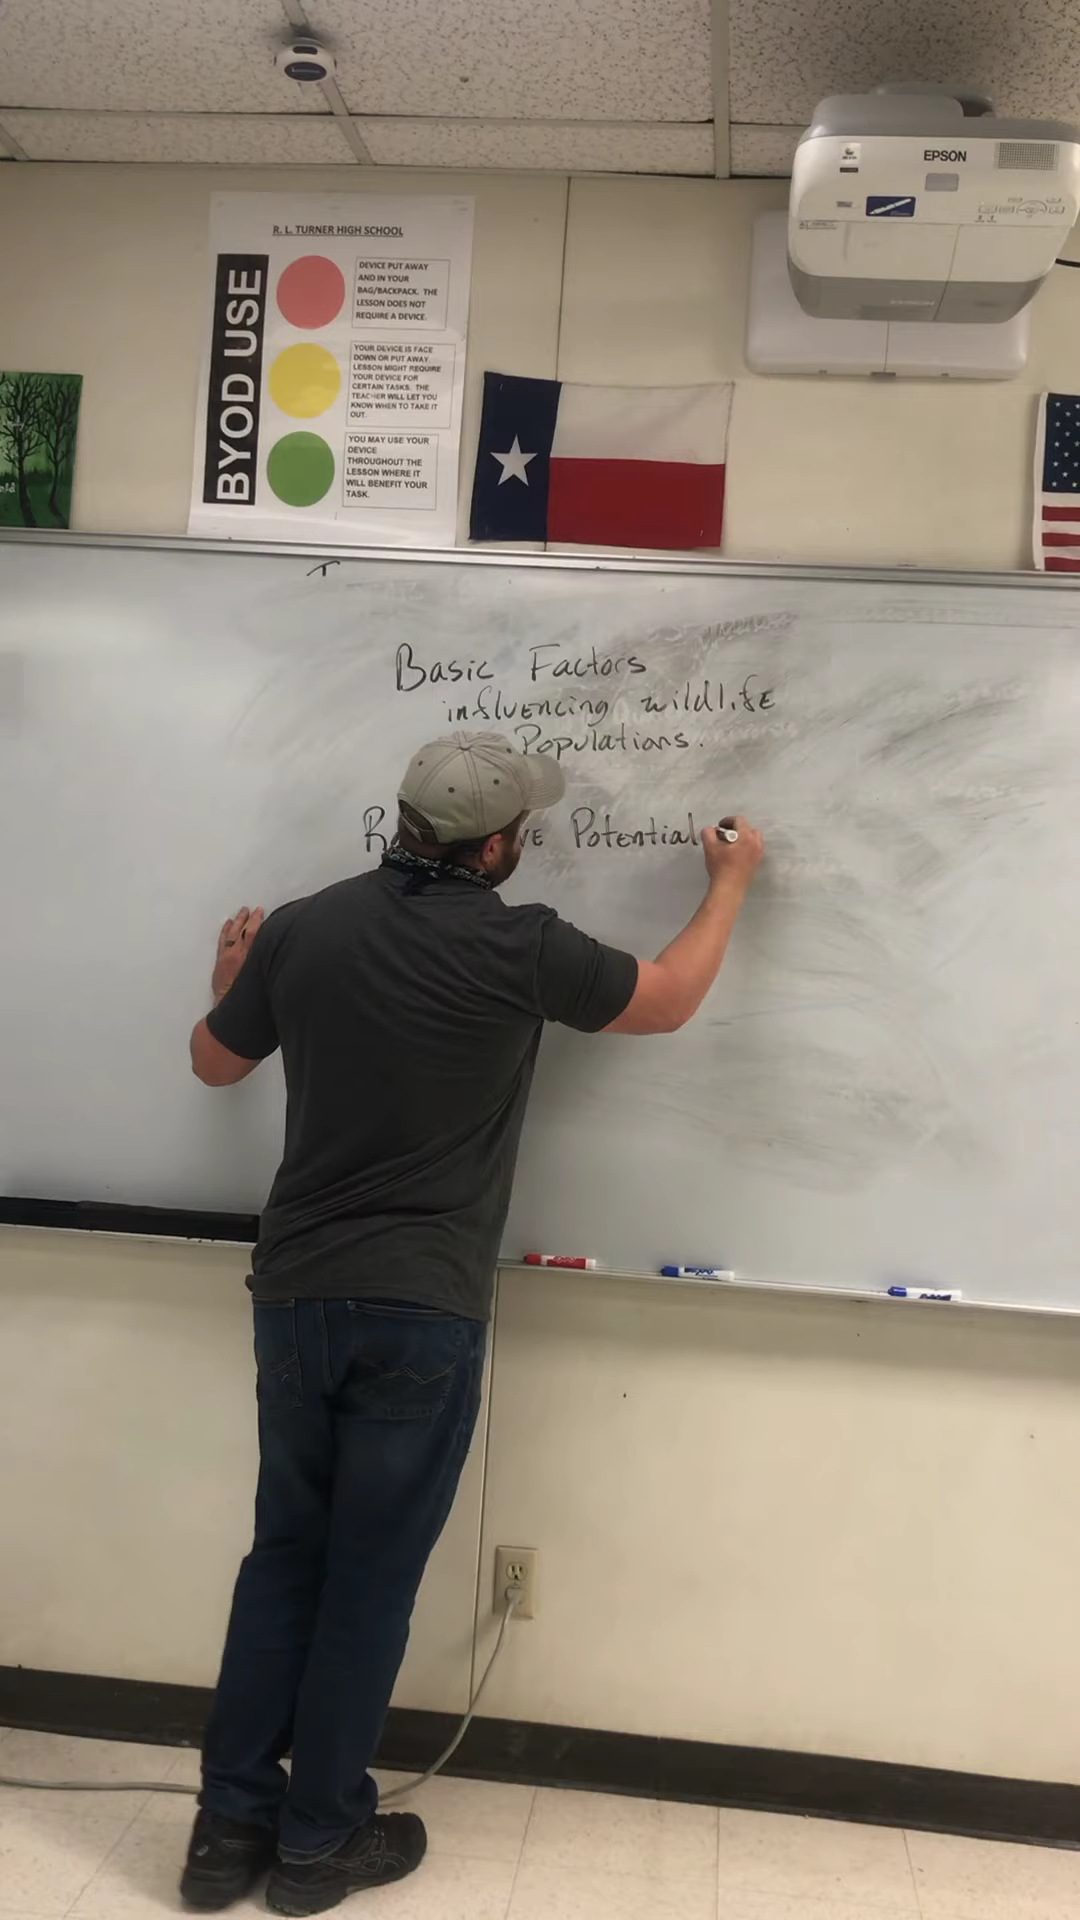 EPSON
R. L. TURNER HIGH SCHOOL
BYOD USE
DEVICE PUT AWAY
AND IN YOUR
BAG/BACKPACK. THE
LESSON DOES NOT
REQUIRE A DEVICE.
YOUR DEVICE IS FACE
DOWN OR PUT AWAY.
LESSON MIGHT REQUIRE
YOUR DEVICE FOR
CERTAIN TASKS. THE
TEACHER WILL LET YOU
KNOW WHEN TO TAKE IT
OUT.
YOU MAY USE YOUR
DEVICE
THROUGHOUT THE
LESSON WHERE IT
WILL BENEFIT YOUR
TASK.
Basic Factors
influencing wildlife
Populations.
Potential